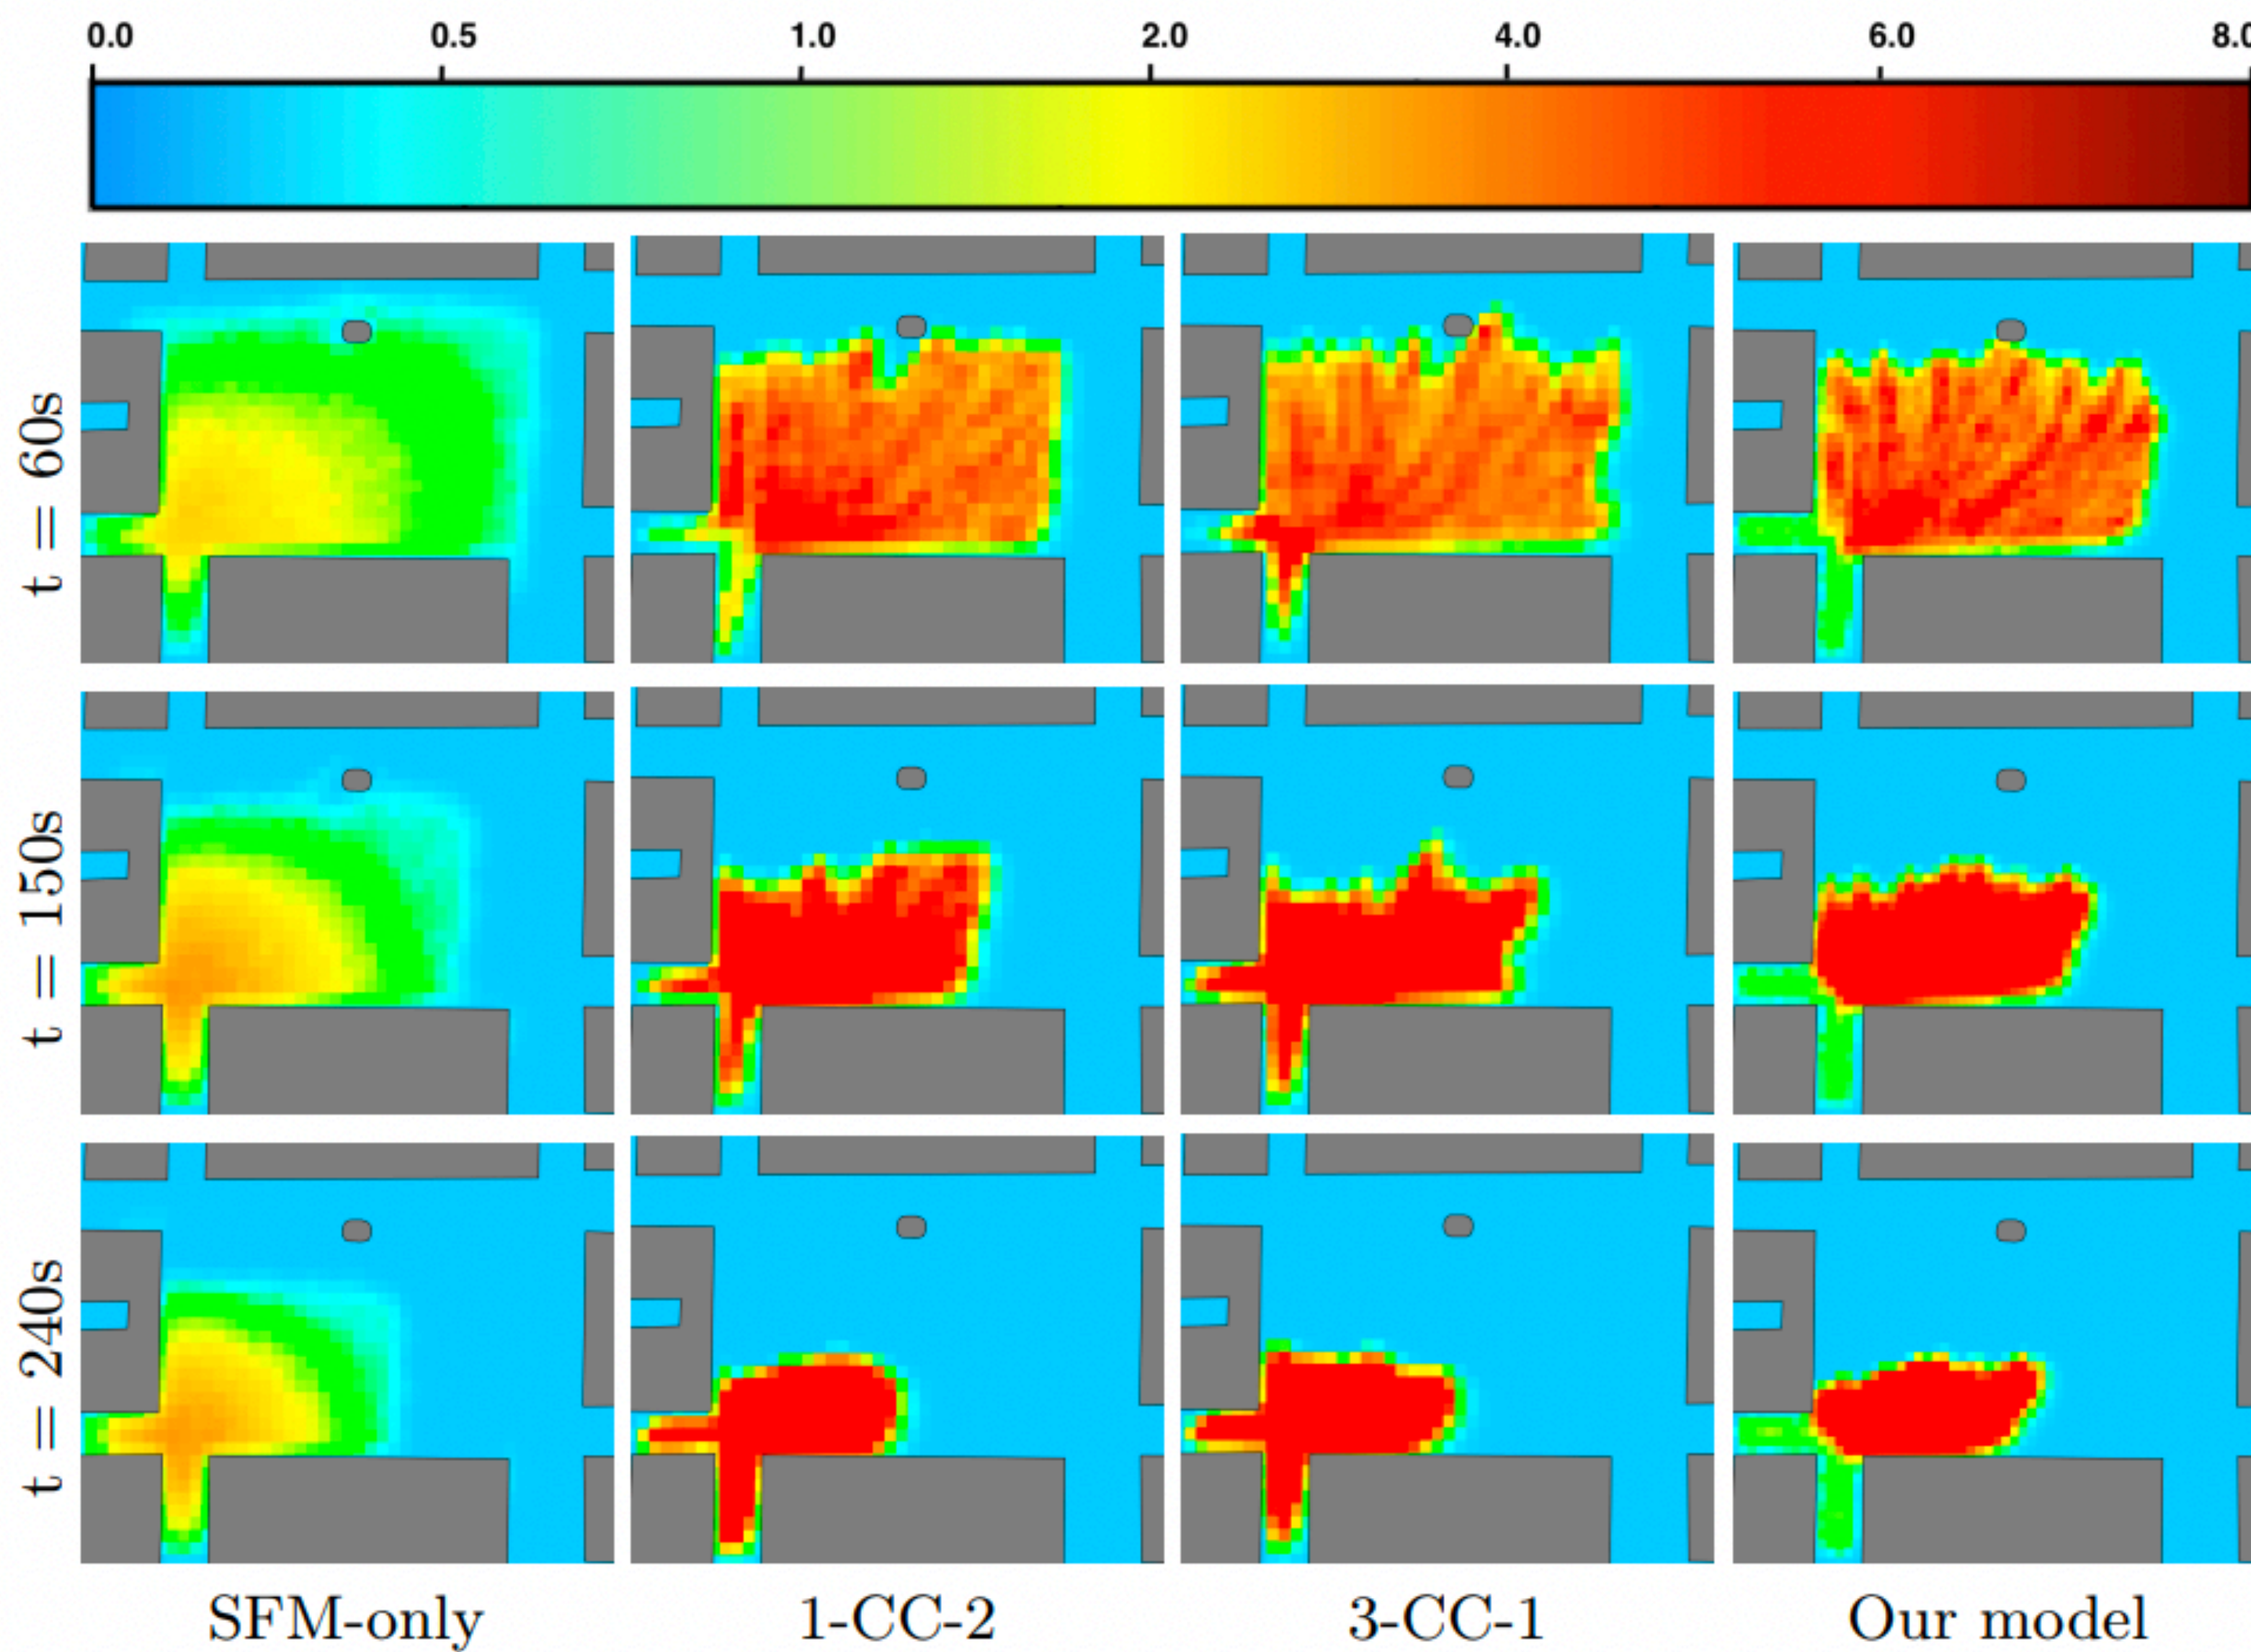 0.0 0.5 1.0 2.0 4.0 6.0 8.0
t = 60s
t = 150s
t = 240s
SFM-only 1-CC-2 3-CC-1 Our model